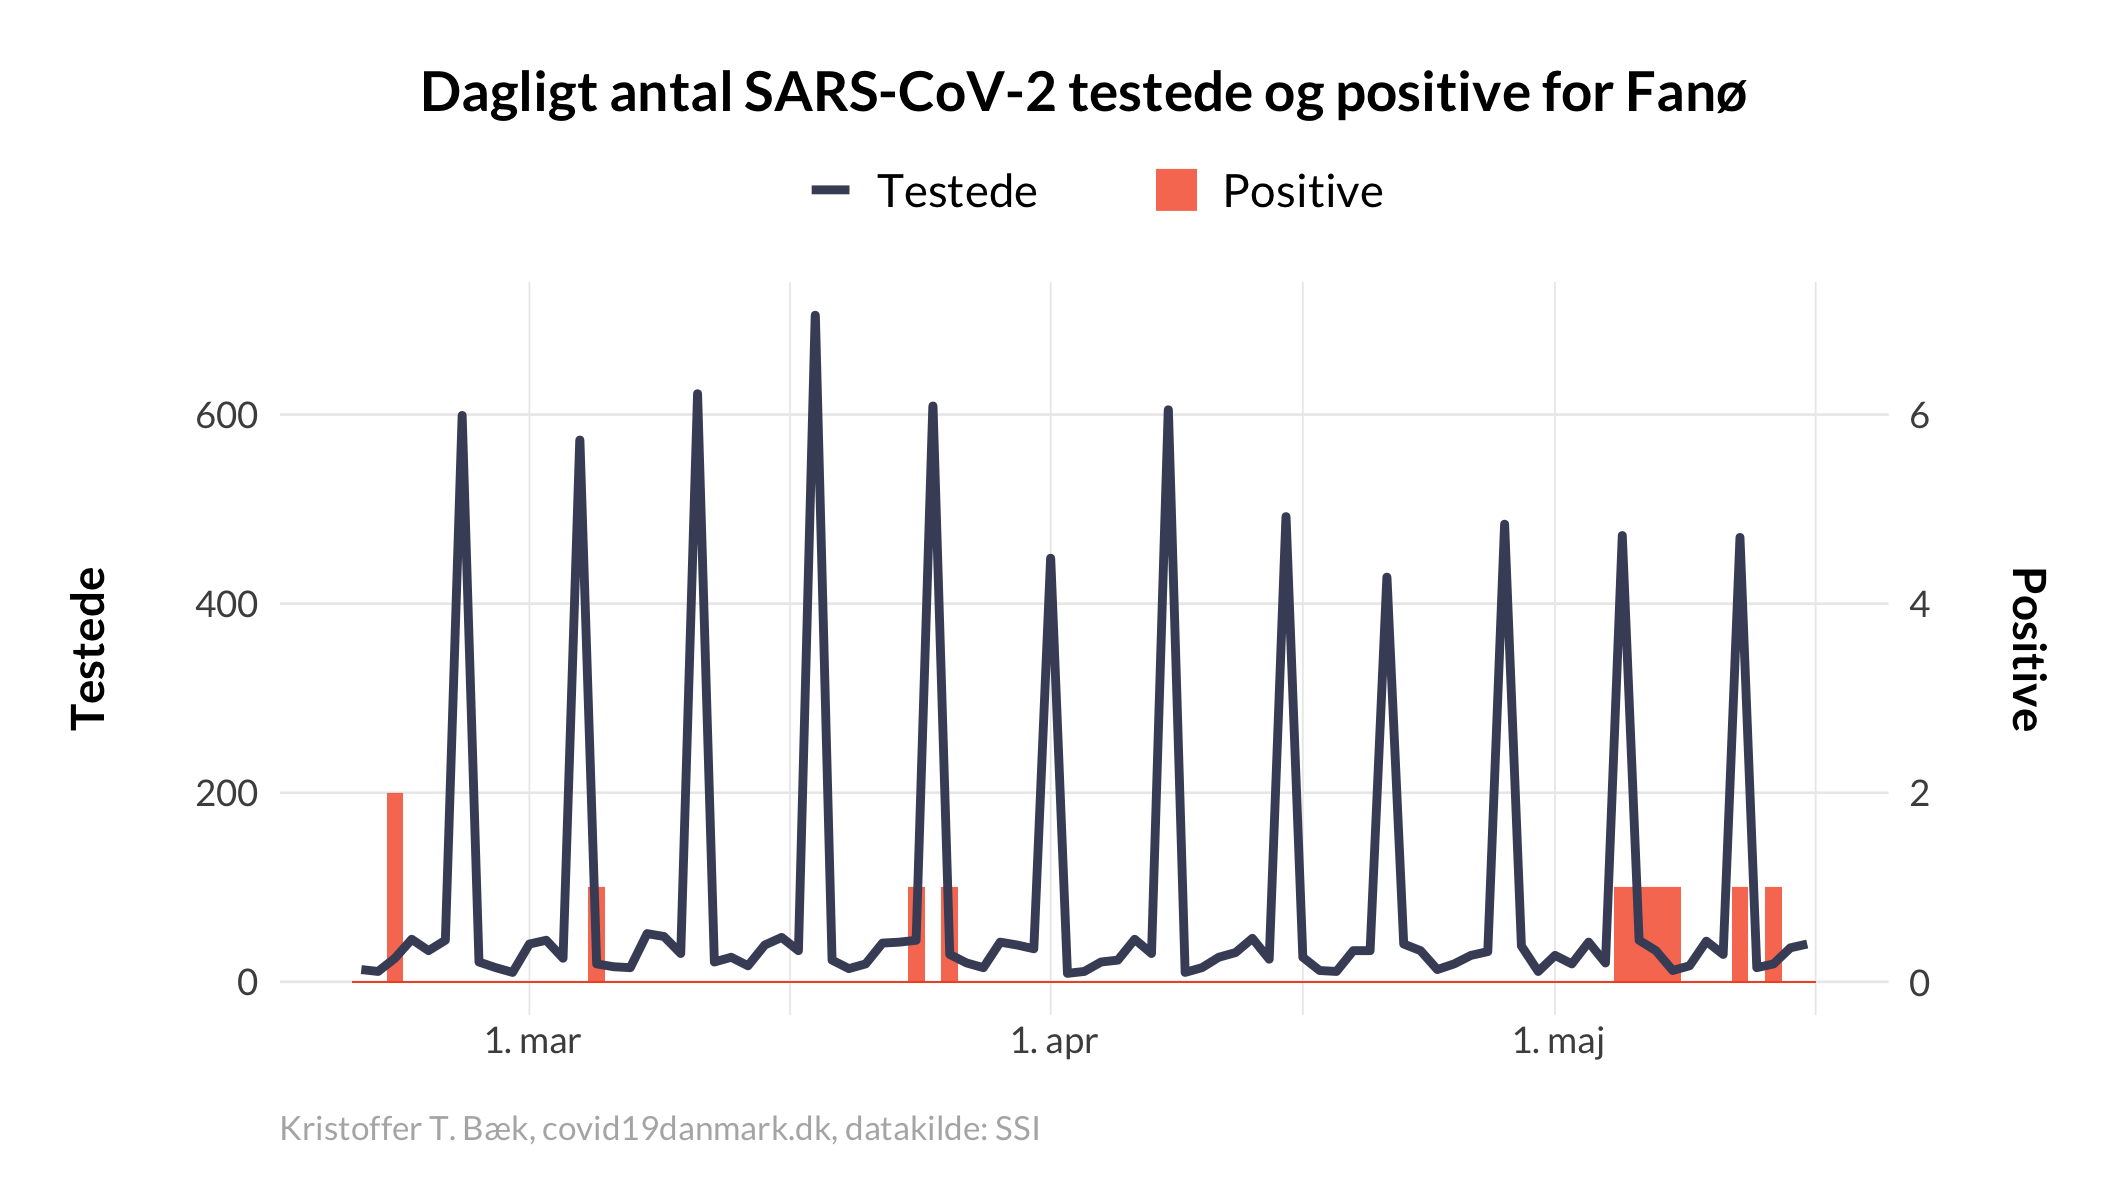 Dagligt antal SARS-CoV-2 testede og positive for Fanø
Testede Positive
Testede
600
400
200
0
6
4
2
0
Positive
1. mar 1. apr 1. maj
Kristoffer T. Bæk, covid19danmark.dk, datakilde: SSI